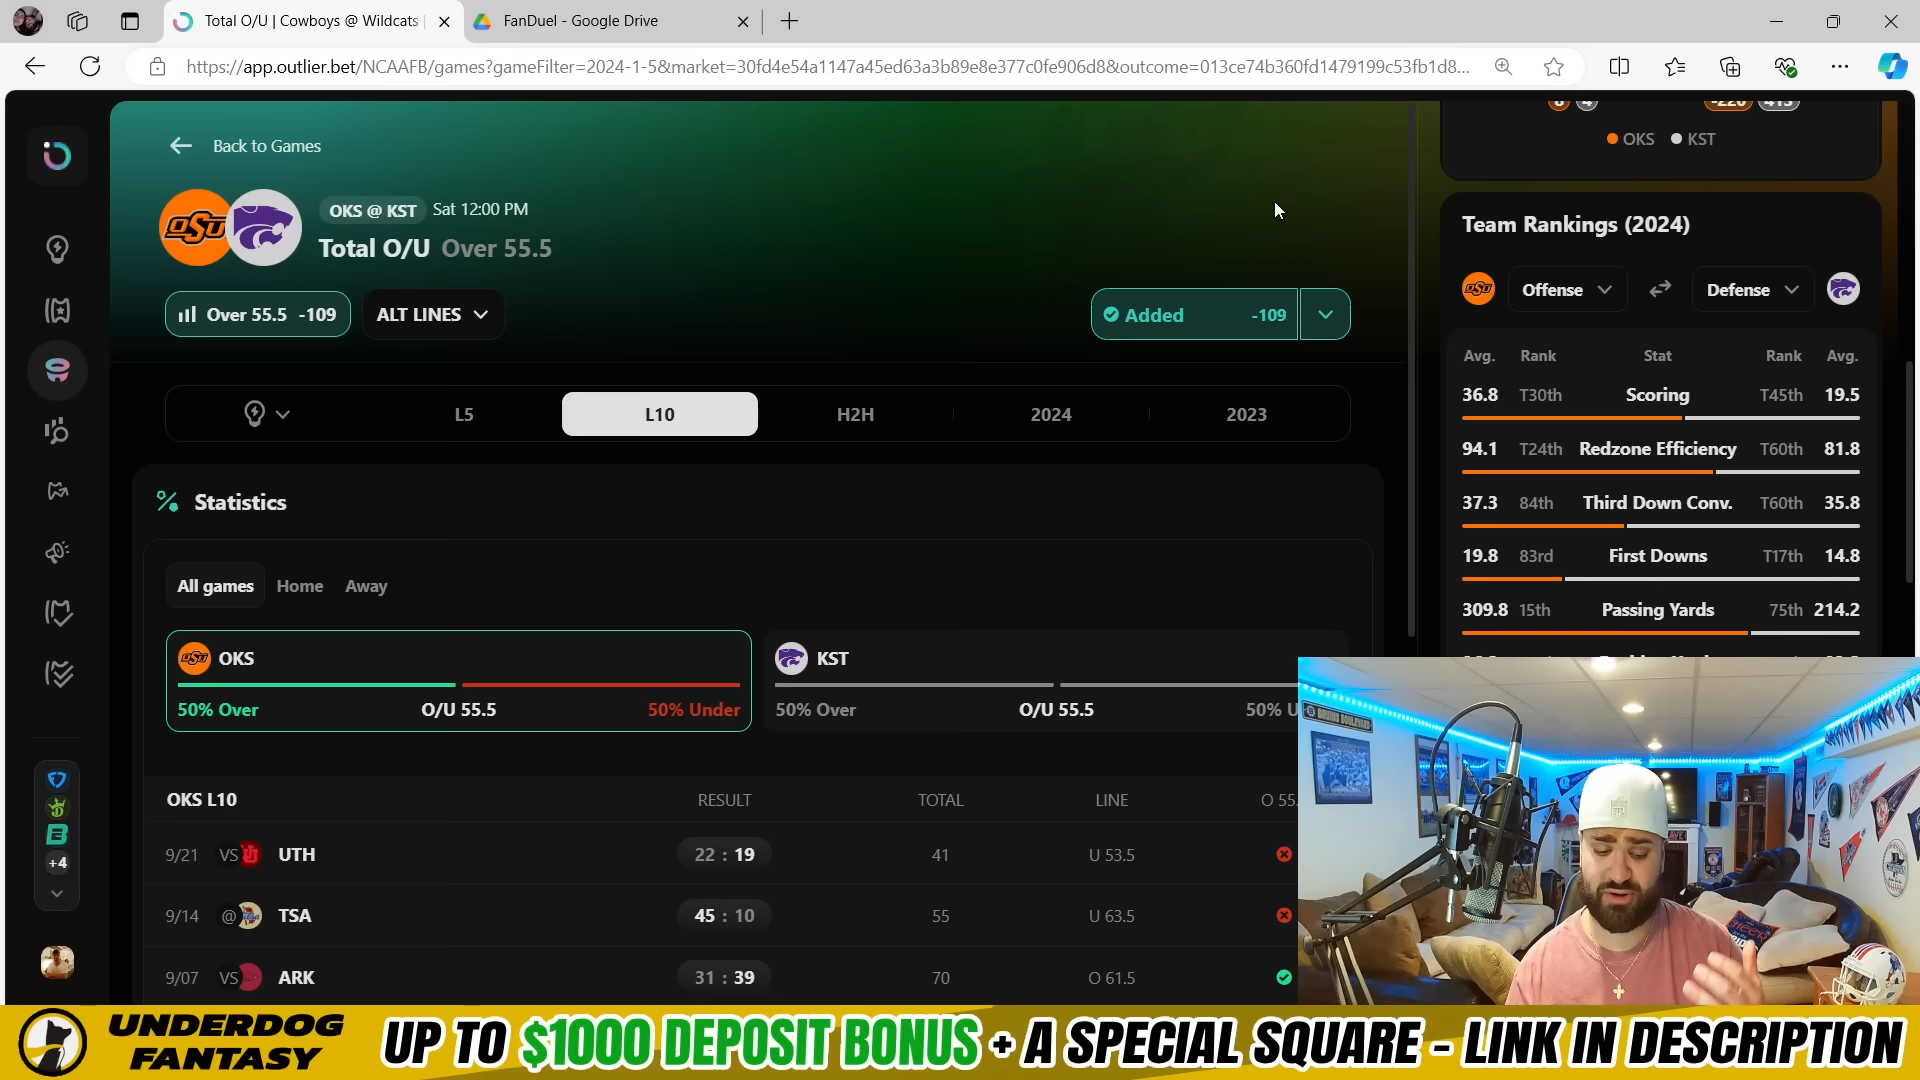 Total O/U | Cowboys @ Wildcats
FanDuel - Google Drive
https://app.outlier.bet/NCAAFB/games?gameFilter=2024-1-5&market=30fd4e54a1147a45ed63a3b89e8e377c0fe906d8&outcome=013ce74b360fd1479199c53fb1d8...
Back to Games
OKS @ KST Sat 12:00 PM
Total O/U Over 55.5
Over 55.5 -109
ALT LINES
Added -109
L5
L10
H2H
2024
2023
Statistics
All games Home Away
OKS
50% Over O/U 55.5 50% Under
KST
50% Over O/U 55.5 50% U
OKS L10 RESULT TOTAL LINE O 55.
9/21 VS UTH 22 : 19 41 U 53.5
9/14 @ TSA 45 : 10 55 U 63.5
9/07 VS ARK 31 : 39 70 O 61.5
+4
-220 415
OKS KST
Team Rankings (2024)
Offense Defense
Avg. Rank Stat Rank Avg.
36.8 T30th Scoring T45th 19.5
94.1 T24th Redzone Efficiency T60th 81.8
37.3 84th Third Down Conv. T60th 35.8
19.8 83rd First Downs T17th 14.8
309.8 15th Passing Yards 75th 214.2
UNDERDOG
FANTASY
UP TO $1000 DEPOSIT BONUS + A SPECIAL SQUARE - LINK IN DESCRIPTION